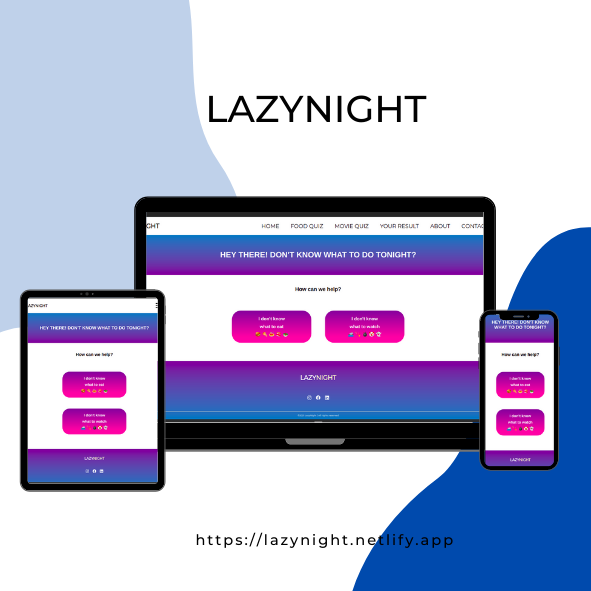 LAZYNIGHT
GHT HOME FOOD QUIZ MOVIE QUIZ YOUR RESULT ABOUT CONTAC
HEY THERE! DON'T KNOW WHAT TO DO TONIGHT?
How can we help?
I don't know
what to eat
I don't know
what to watch
LAZYNIGHT
LAZYNIGHT
HEY THERE! DON'T KNOW WHAT TO DO TONIGHT?
How can we help?
I don't know
what to eat
I don't know
what to watch
LAZYNIGHT
HEY THERE! DON'T KNOW
WHAT TO DO TONIGHT?
How can we help?
I don't know
what to eat
I don't know
what to watch
LAZYNIGHT
https://lazynight.netlify.app